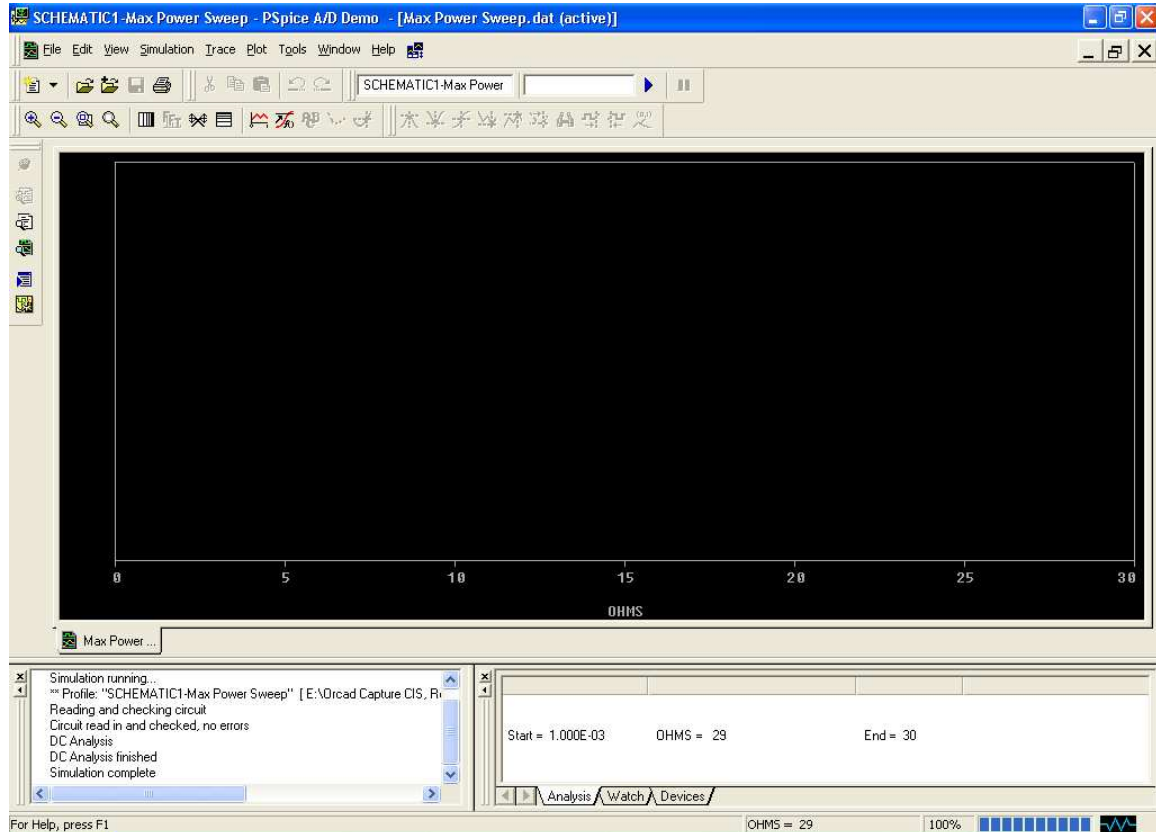 SCHEMATIC1-Max Power Sweep - PSpice A/D Demo - [Max Power Sweep.dat (active)]
File Edit View Simulation Trace Plot Tools Window Help
SCHEMATIC1-Max Power
0 5 10 15 20 25 30
OHMS
Max Power ...
Simulation running...
** Profile: "SCHEMATIC1-Max Power Sweep" [ E:\Orcad Capture CIS,
Reading and checking circuit
Circuit read in and checked, no errors
DC Analysis
DC Analysis finished
Simulation complete
Start = 1.000E-03 OHMS = 29 End = 30
Analysis Watch Devices
For Help, press F1 OHMS = 29 100%